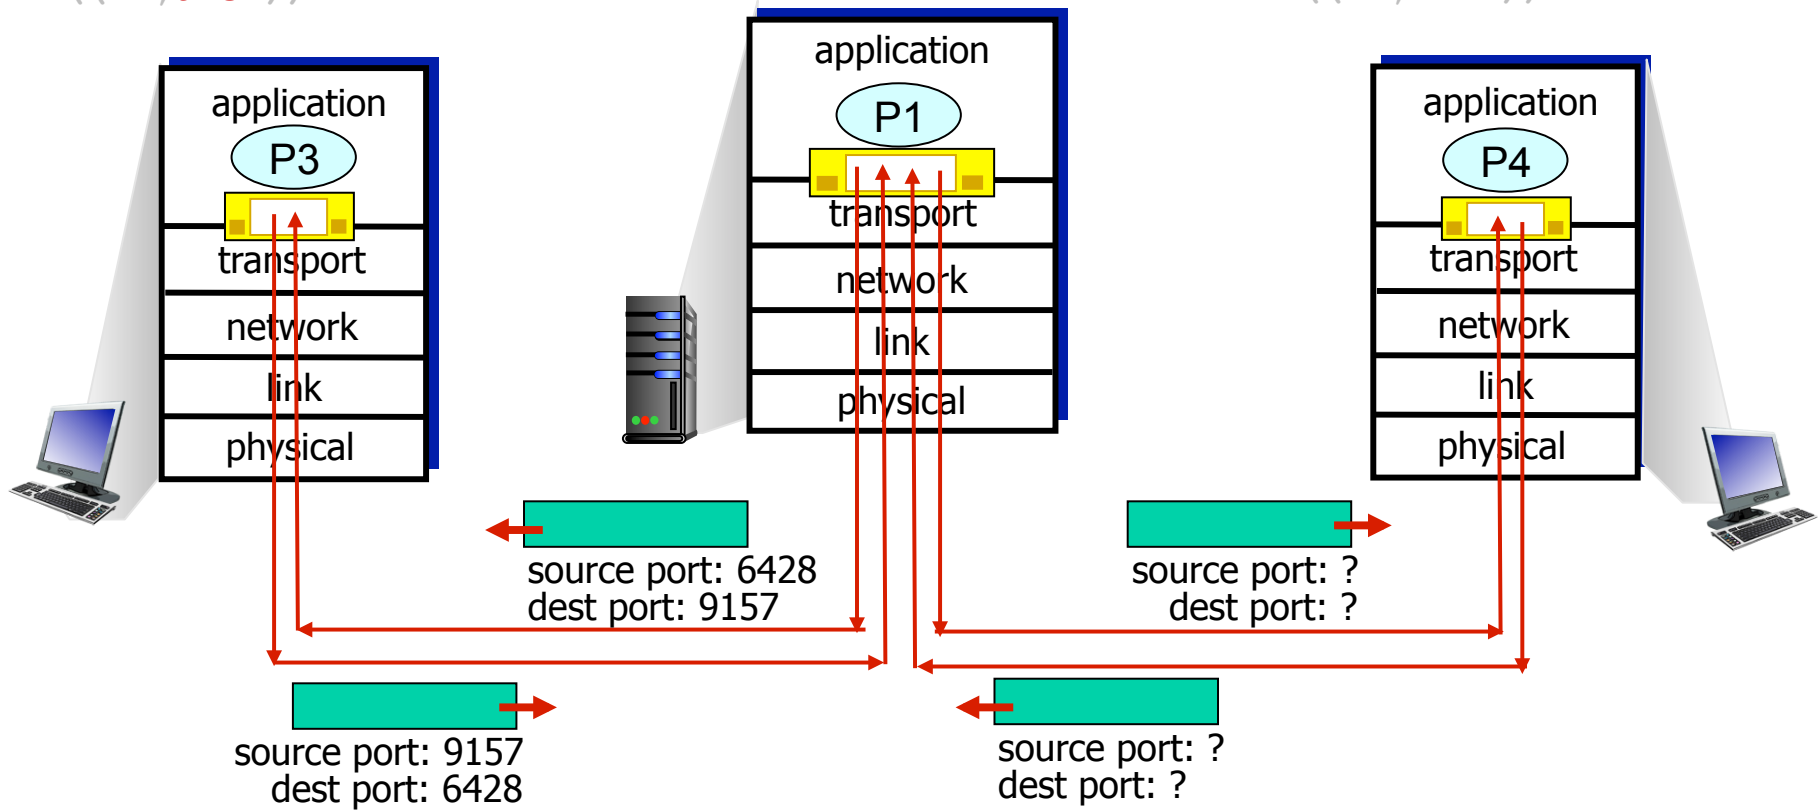 application
P3
transport
network
link
physical
application
P1
transport
network
link
physical
application
P4
transport
network
link
physical
source port: 6428
dest port: 9157
source port: ?
dest port: ?
source port: 9157
dest port: 6428
source port: ?
dest port: ?